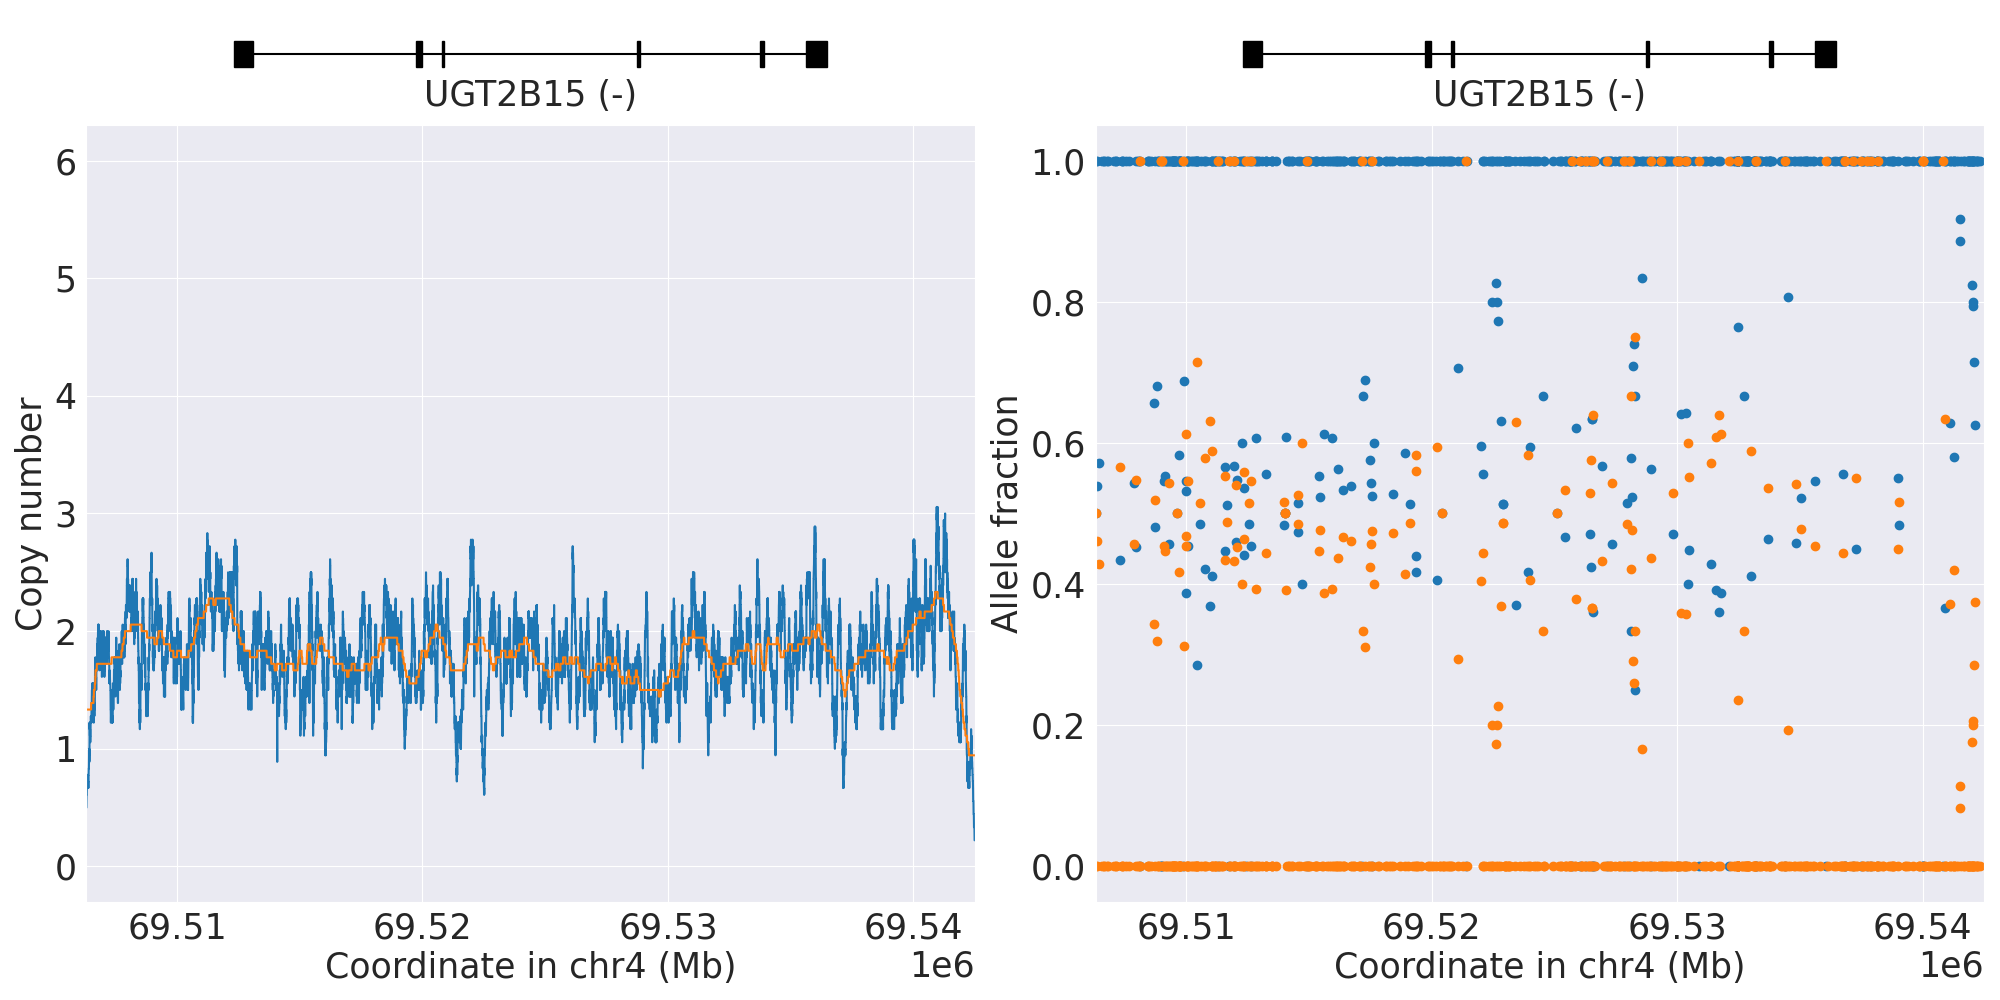 UGT2B15 (-)
6
5
4
3
2
1
0
Copy number
69.51 69.52 69.53 69.54
Coordinate in chr4 (Mb)
1e6
UGT2B15 (-)
1.0
0.8
0.6
0.4
0.2
0.0
Allele fraction
69.51 69.52 69.53 69.54
Coordinate in chr4 (Mb)
1e6